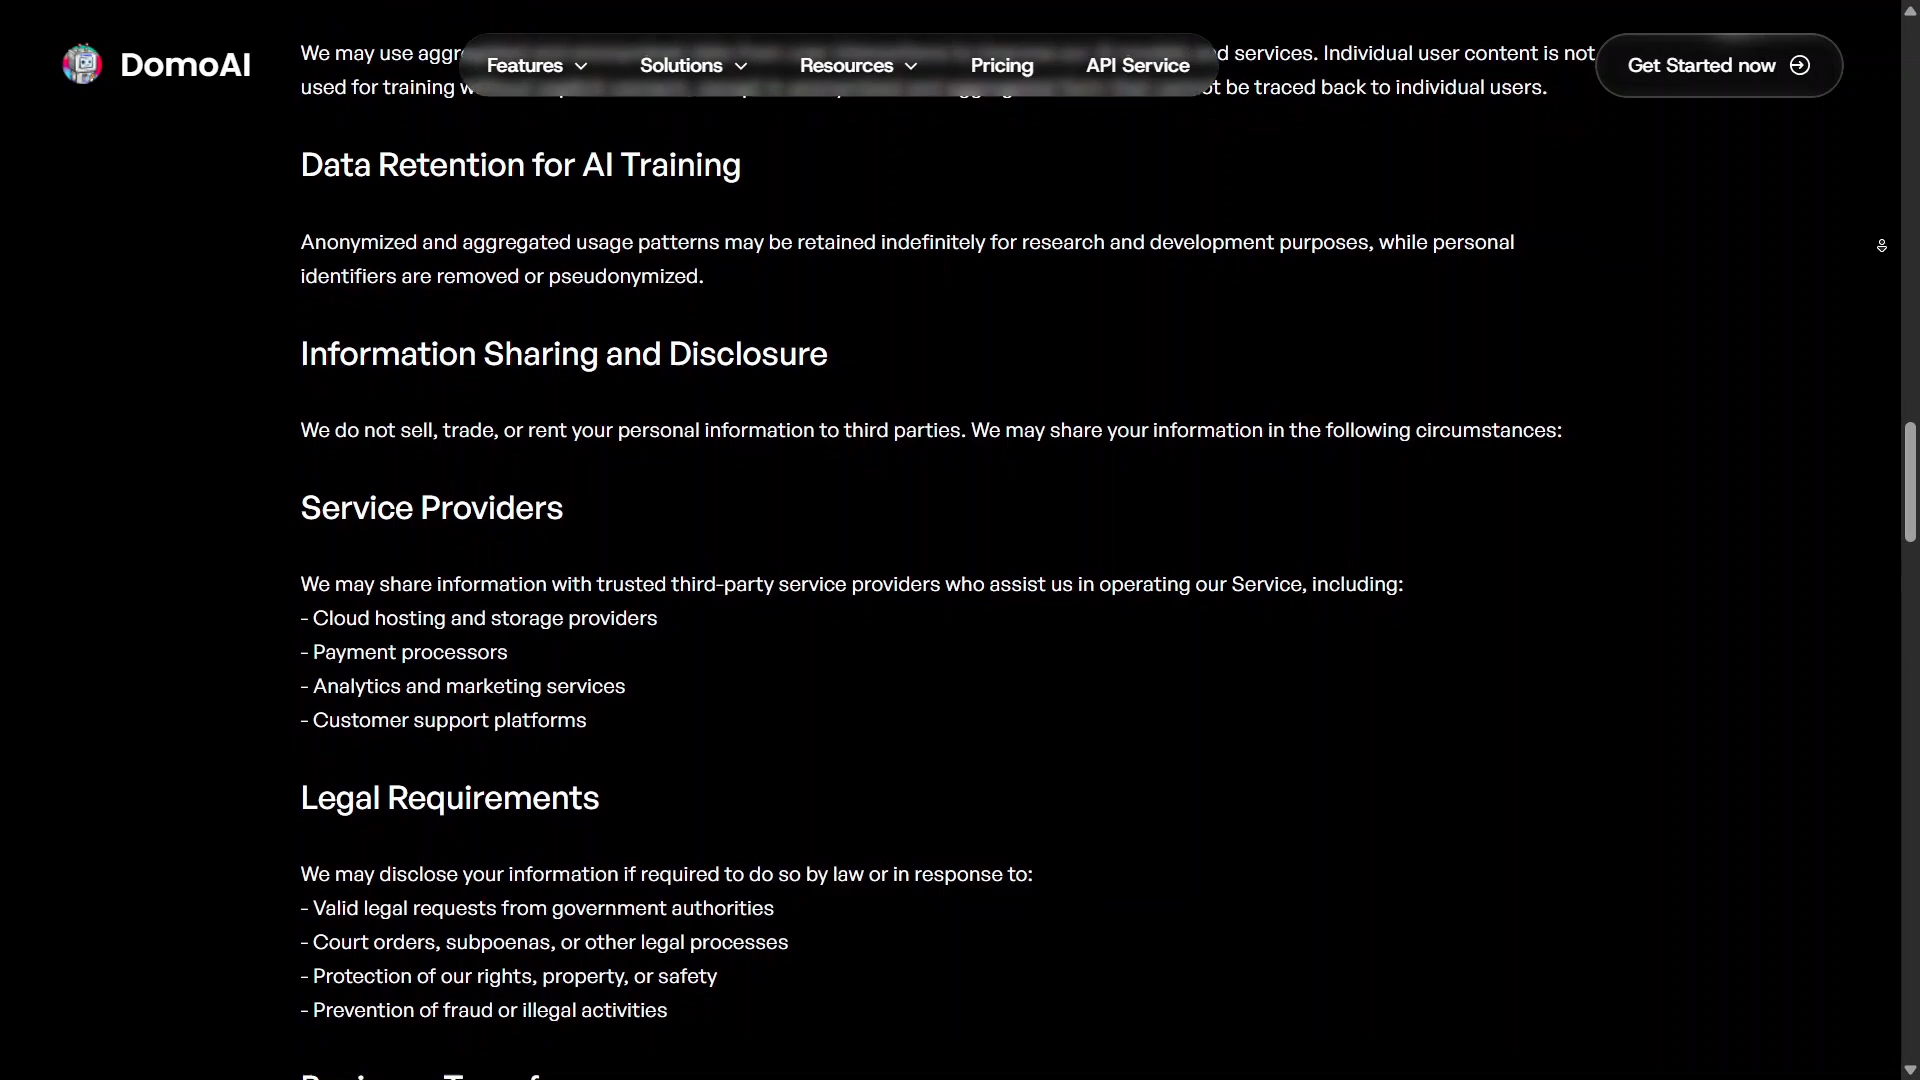 DomoAI
Features
Solutions
Resources
Pricing
API Service
Get Started now
We may use d services. Individual user content is not
used for training be traced back to individual users.
Data Retention for AI Training
Anonymized and aggregated usage patterns may be retained indefinitely for research and development purposes, while personal
identifiers are removed or pseudonymized.
Information Sharing and Disclosure
We do not sell, trade, or rent your personal information to third parties. We may share your information in the following circumstances:
Service Providers
We may share information with trusted third-party service providers who assist us in operating our Service, including:
- Cloud hosting and storage providers
- Payment processors
- Analytics and marketing services
- Customer support platforms
Legal Requirements
We may disclose your information if required to do so by law or in response to:
- Valid legal requests from government authorities
- Court orders, subpoenas, or other legal processes
- Protection of our rights, property, or safety
- Prevention of fraud or illegal activities